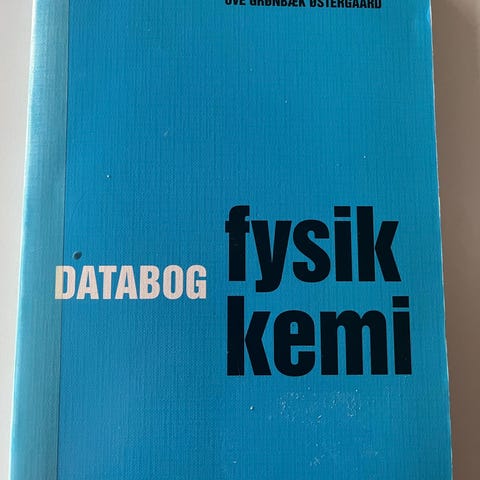 OVE GRØNBÆK ØSTERGAARD
fysik
DATABOG
kemi